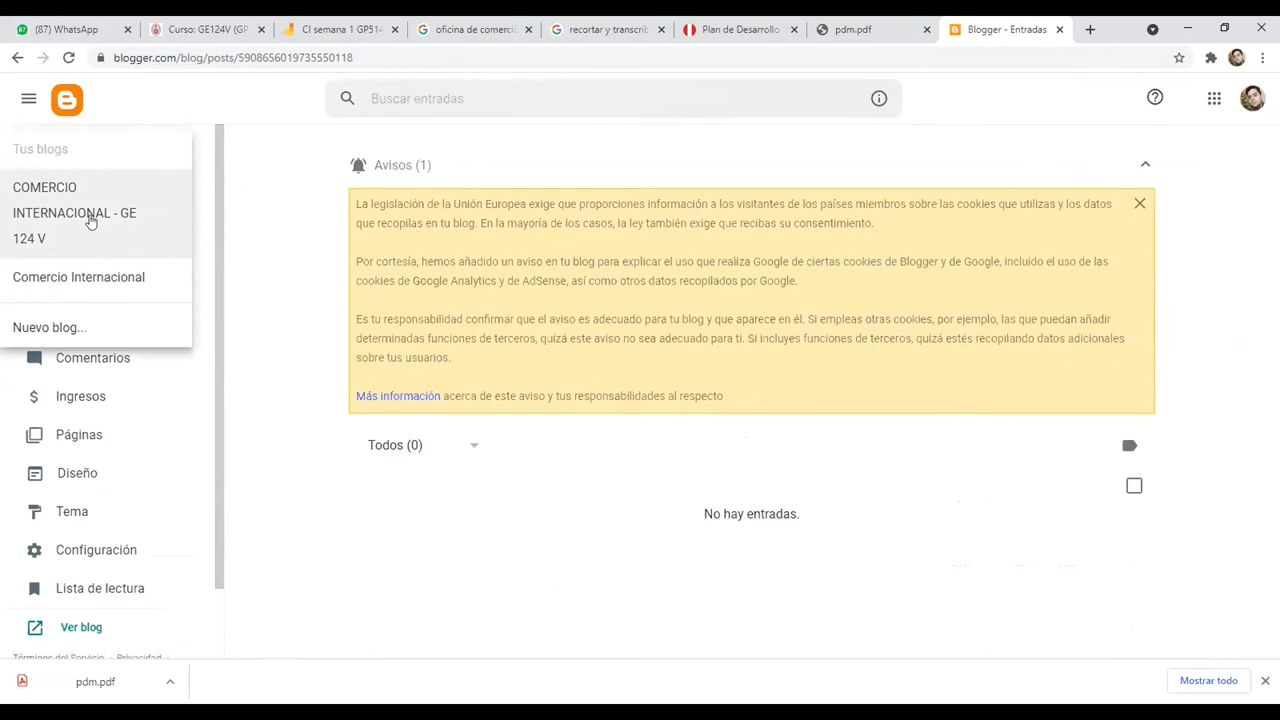 (87) WhatsApp
Curso: GE124V (GP
CI semana 1 GP514
oficina de comercio
recortar y transcrib
Plan de Desarrollo
pdm.pdf
Blogger - Entradas
blogger.com/blog/posts/5908656019735550118
Buscar entradas
Tus blogs
COMERCIO
INTERNACIONAL - GE
124 V
Comercio Internacional
Nuevo blog...
Comentarios
Ingresos
Páginas
Diseño
Tema
Configuración
Lista de lectura
Ver blog
Términos del Servicio · Privacidad
Avisos (1)
La legislación de la Unión Europea exige que proporciones información a los visitantes de los países miembros sobre las cookies que utilizas y los datos
que recopilas en tu blog. En la mayoría de los casos, la ley también exige que recibas su consentimiento.
Por cortesía, hemos añadido un aviso en tu blog para explicar el uso que realiza Google de ciertas cookies de Blogger y de Google, incluido el uso de las
cookies de Google Analytics y de AdSense, así como otros datos recopilados por Google.
Es tu responsabilidad confirmar que el aviso es adecuado para tu blog y que aparece en él. Si empleas otras cookies, por ejemplo, las que puedan añadir
determinadas funciones de terceros, quizá este aviso no sea adecuado para ti. Si incluyes funciones de terceros, quizá estés recopilando datos adicionales
sobre tus usuarios.
Más información acerca de este aviso y tus responsabilidades al respecto
Todos (0)
No hay entradas.
pdm.pdf
Mostrar todo